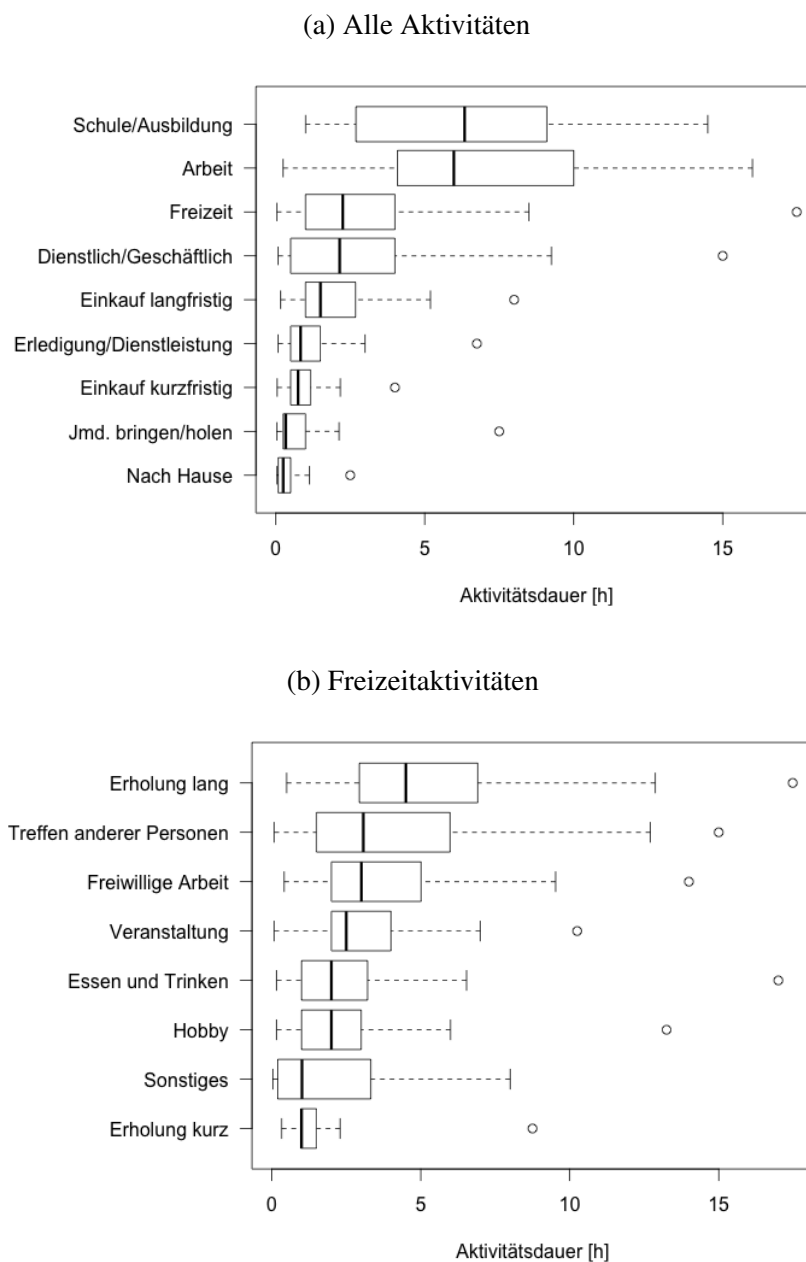 (a) Alle Aktivitäten
Schule/Ausbildung
Arbeit
Freizeit
Dienstlich/Geschäftlich
Einkauf langfristig
Erledigung/Dienstleistung
Einkauf kurzfristig
Jmd. bringen/holen
Nach Hause
0 5 10 15
Aktivitätsdauer [h]
(b) Freizeitaktivitäten
Erholung lang
Treffen anderer Personen
Freiwillige Arbeit
Veranstaltung
Essen und Trinken
Hobby
Sonstiges
Erholung kurz
0 5 10 15
Aktivitätsdauer [h]